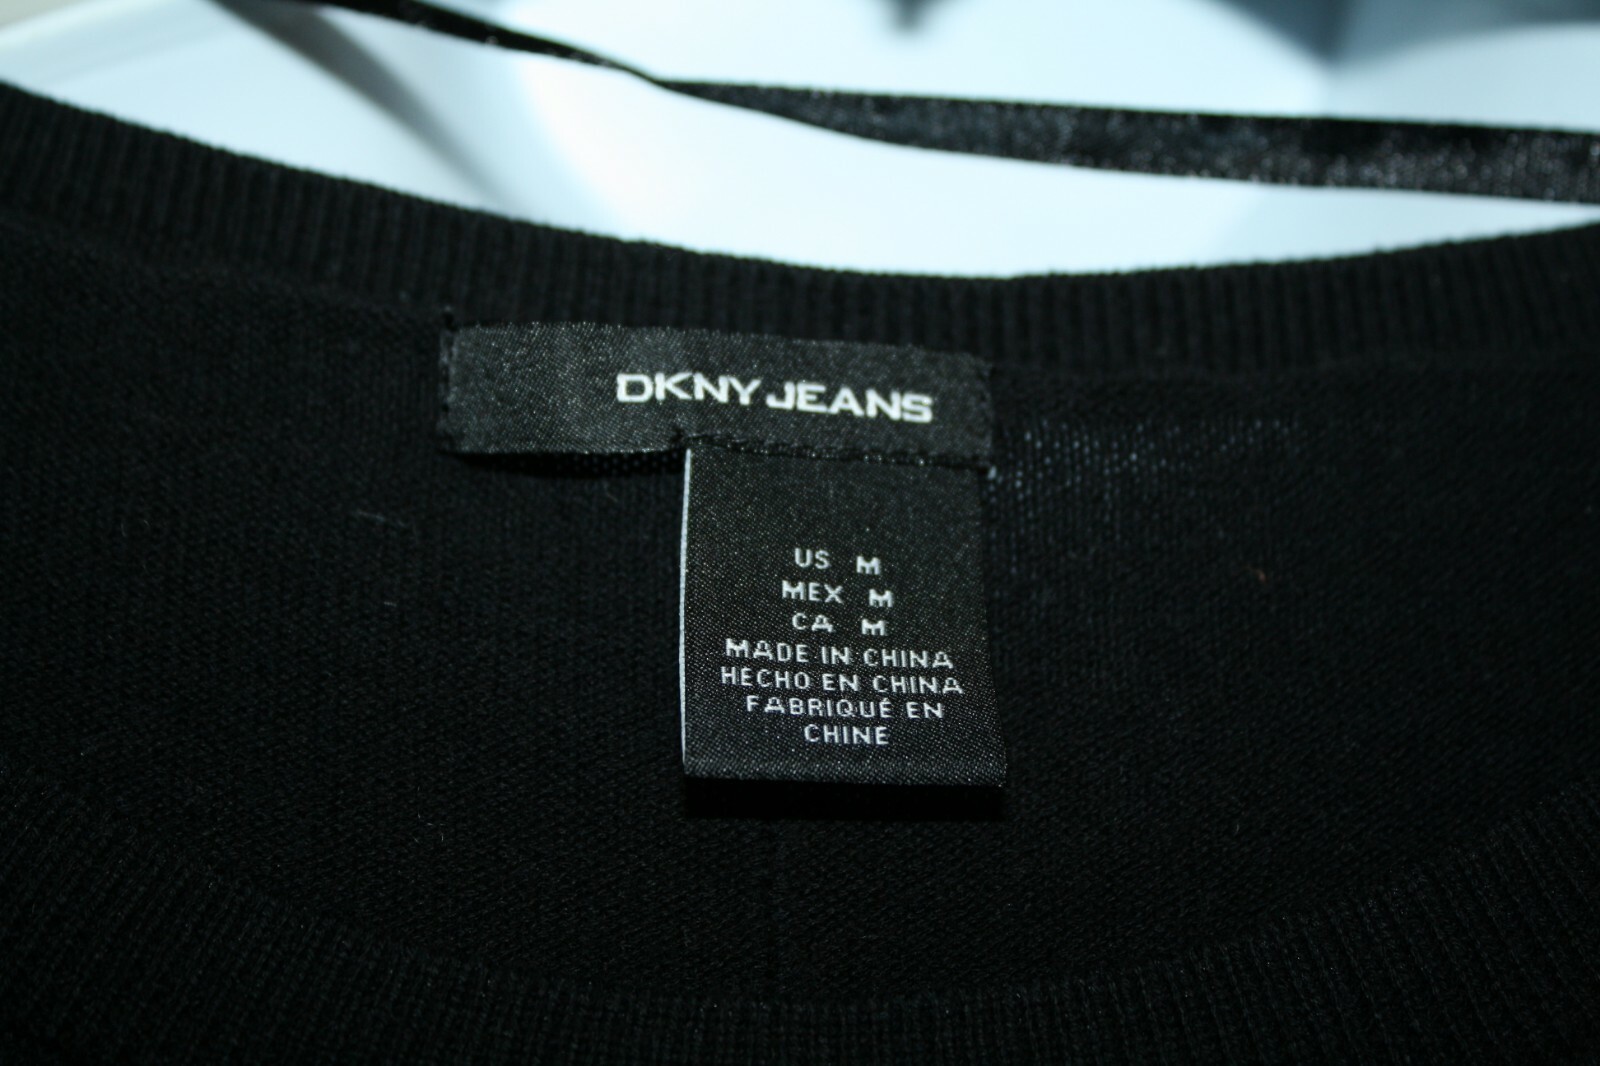 DKNY JEANS
US M
MEX M
CA M
MADE IN CHINA
HECHO EN CHINA
FABRIQUÉ EN
CHINE